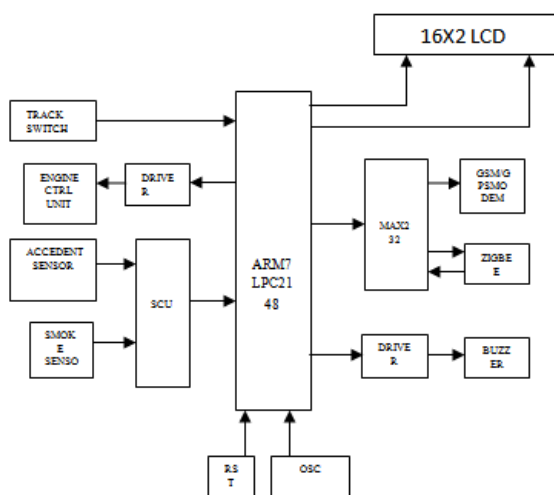 16X2 LCD
TRACK
SWITCH
ENGINE
CTRL
UNIT
DRIVE
R
ACCEDENT
SENSOR
SMOK
E
SENSO
SCU
ARM7
LPC21
48
MAX2
32
GSM/G
PSMO
DEM
ZIGBE
E
DRIVE
R
BUZZ
ER
RS
T
OSC